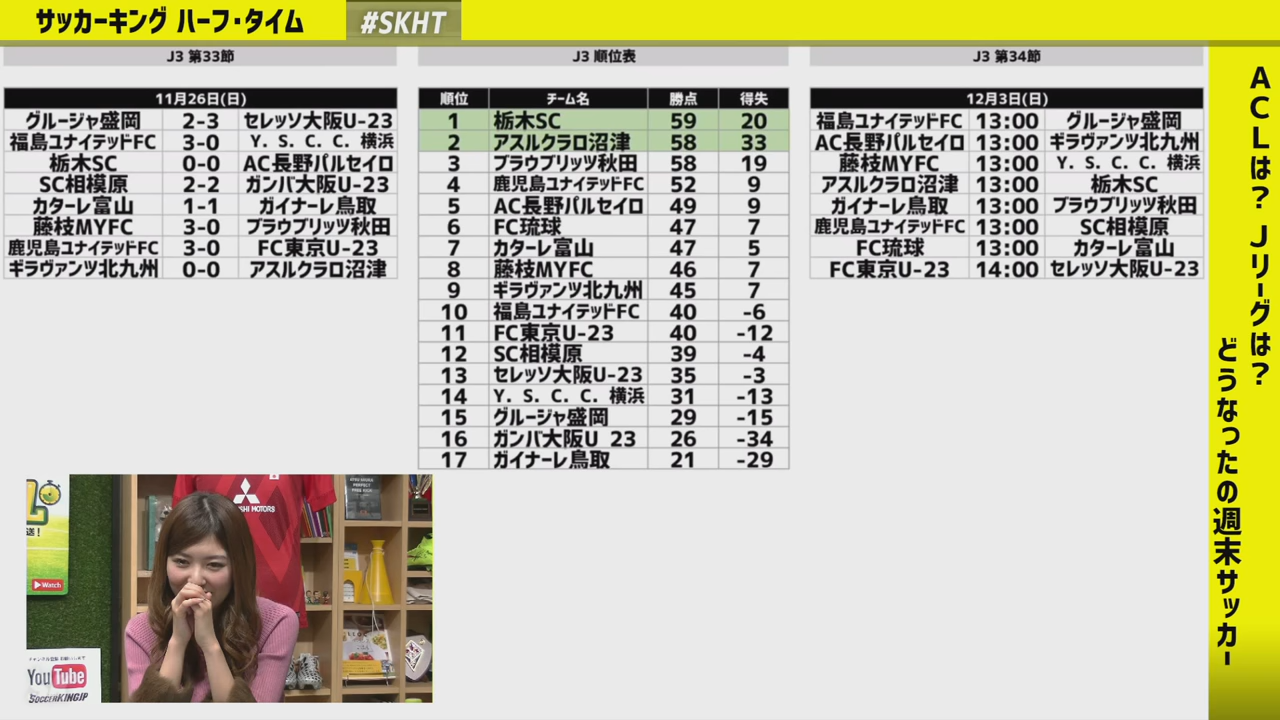 サッカーキング ハーフ・タイム #SKHT
J3 第33節
11月26日(日)
グルージャ盛岡 2-3 セレッソ大阪U-23
福島ユナイテッドFC 3-0 Y．S．C．C．横浜
栃木SC 0-0 AC長野パルセイロ
SC相模原 2-2 ガンバ大阪U-23
カターレ富山 1-1 ガイナーレ鳥取
藤枝MYFC 3-0 ブラウブリッツ秋田
鹿児島ユナイテッドFC 3-0 FC東京U-23
ギラヴァンツ北九州 0-0 アスルクラロ沼津
J3 順位表
順位 チーム名 勝点 得失
1 栃木SC 59 20
2 アスルクラロ沼津 58 33
3 ブラウブリッツ秋田 58 19
4 鹿児島ユナイテッドFC 52 9
5 AC長野パルセイロ 49 9
6 FC琉球 47 7
7 カターレ富山 47 5
8 藤枝MYFC 46 7
9 ギラヴァンツ北九州 45 7
10 福島ユナイテッドFC 40 -6
11 FC東京U-23 40 -12
12 SC相模原 39 -4
13 セレッソ大阪U-23 35 -3
14 Y．S．C．C．横浜 31 -13
15 グルージャ盛岡 29 -15
16 ガンバ大阪U 23 26 -34
17 ガイナーレ鳥取 21 -29
J3 第34節
12月3日(日)
福島ユナイテッドFC 13:00 グルージャ盛岡
AC長野パルセイロ 13:00 ギラヴァンツ北九州
藤枝MYFC 13:00 Y．S．C．C．横浜
アスルクラロ沼津 13:00 栃木SC
ガイナーレ鳥取 13:00 ブラウブリッツ秋田
鹿児島ユナイテッドFC 13:00 SC相模原
FC琉球 13:00 カターレ富山
FC東京U-23 14:00 セレッソ大阪U-23
ACLは？Jリーグは？
どうなったの週末サッカー
Watch
YouTube
SOCCERKINGJP